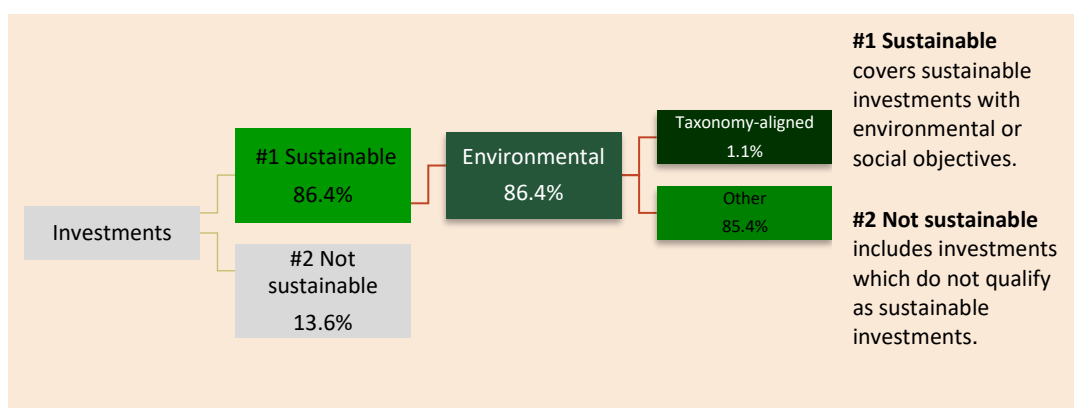 Investments
#1 Sustainable
86.4%
#2 Not
sustainable
13.6%
Environmental
86.4%
Taxonomy-aligned
1.1%
Other
85.4%
#1 Sustainable
covers sustainable
investments with
environmental or
social objectives.
#2 Not sustainable
includes investments
which do not qualify
as sustainable
investments.